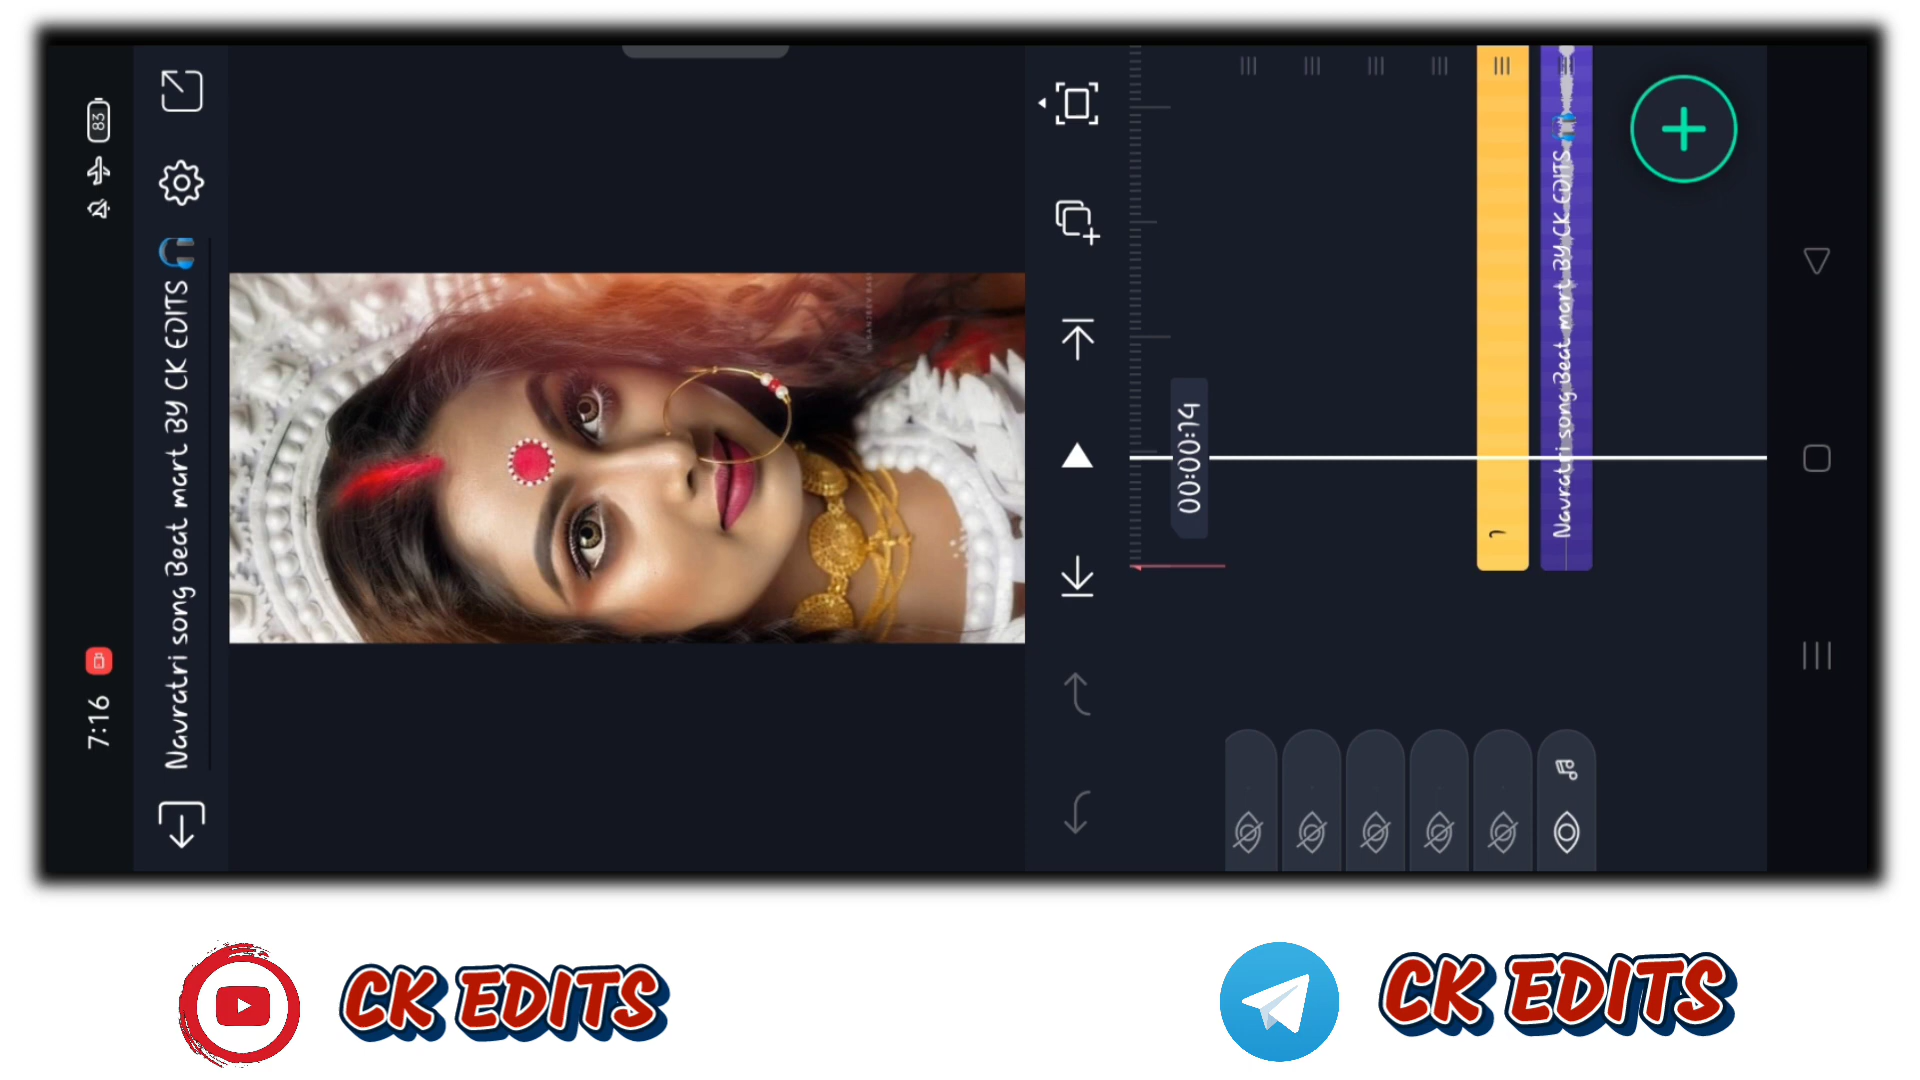 7:16
83
Navratri song Beat mart BY CK EDITS 🎧
00:00:14
Navratri song Beat mart BY CK EDITS 🎧
CK EDITS
CK EDITS